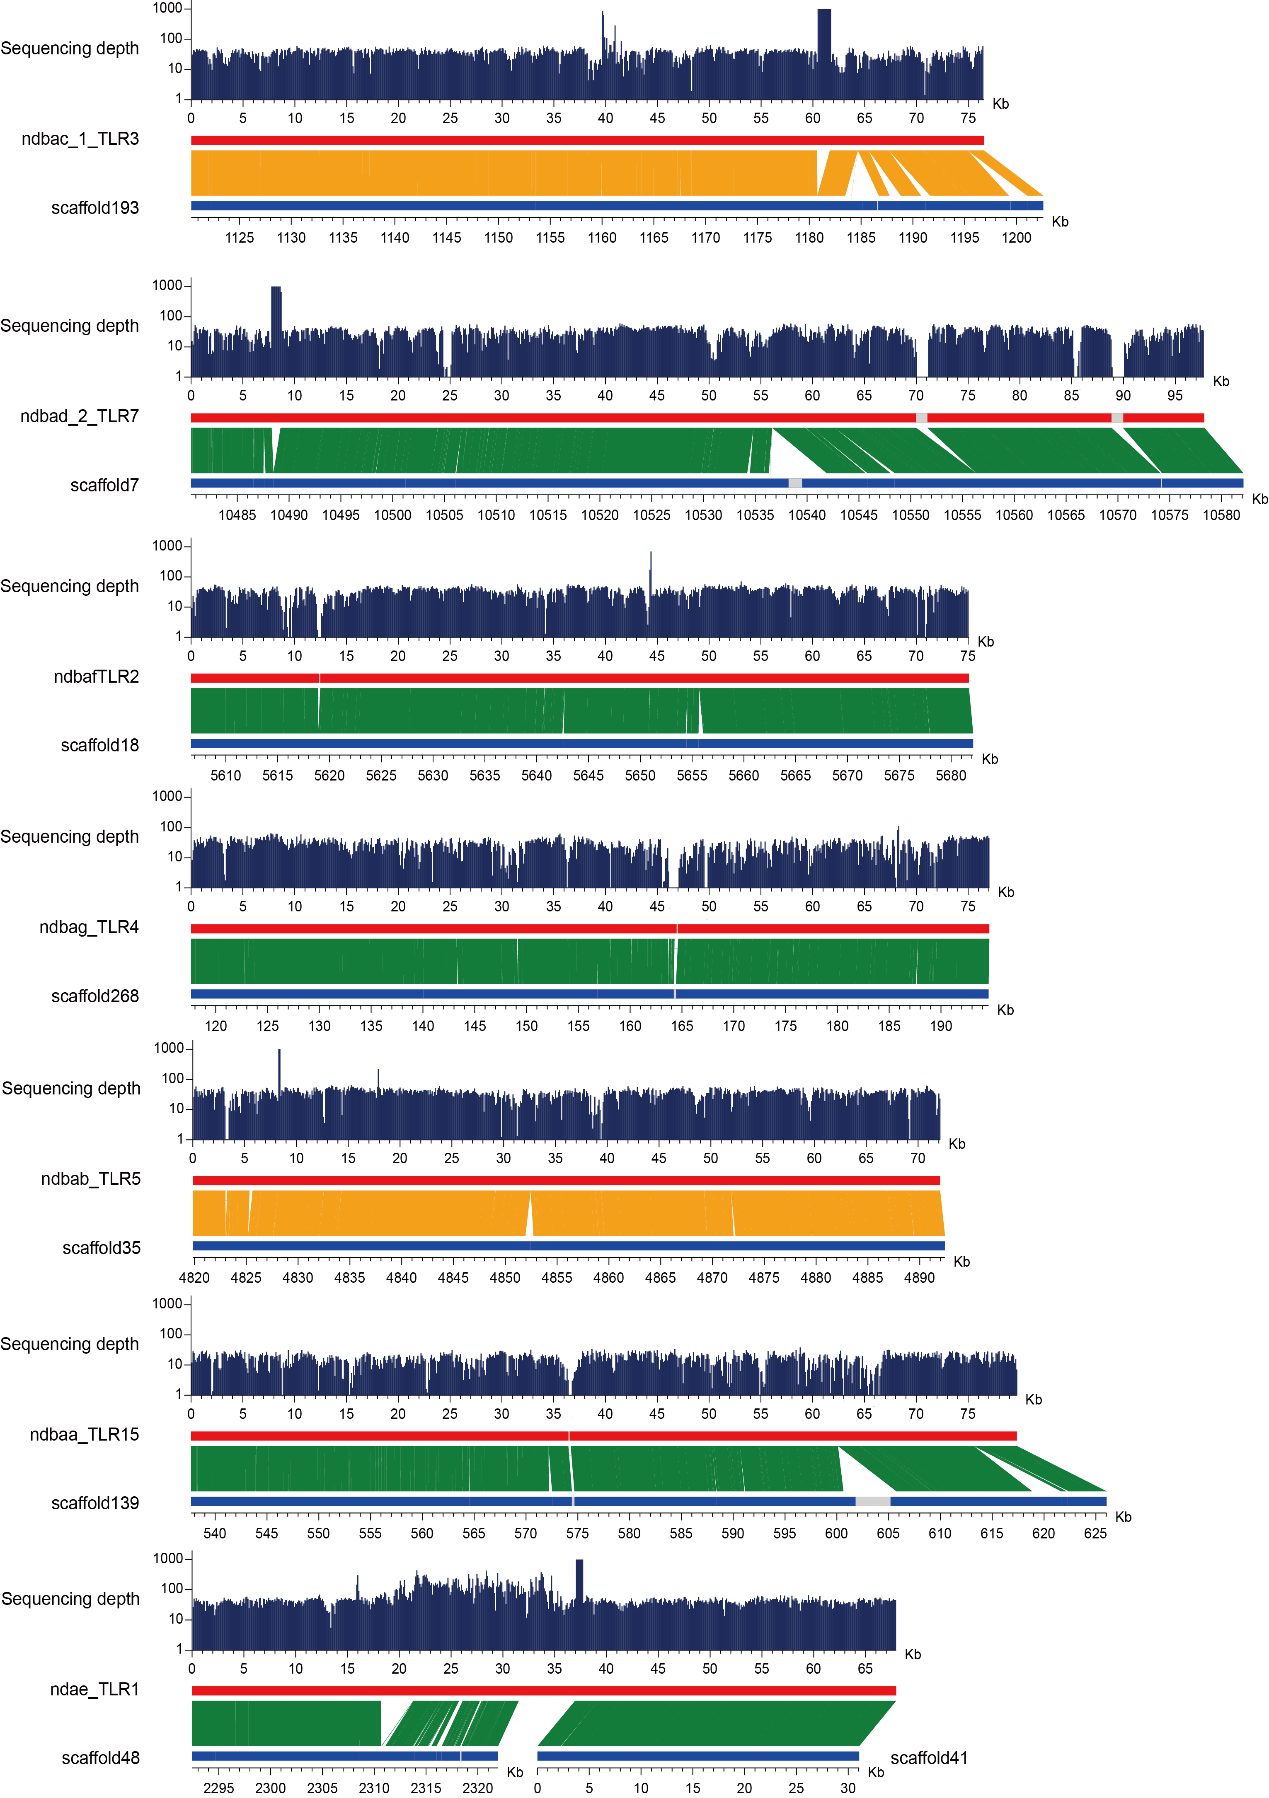 1000
100
Sequencing depth
10
1
Kb
0 5 10 15 20 25 30 35 40 45 50 55 60 65 70 75
ndbac_1_TLR3
scaffold193
Kb
1125 1130 1135 1140 1145 1150 1155 1160 1165 1170 1175 1180 1185 1190 1195 1200
1000
100
Sequencing depth
10
1
Kb
0 5 10 15 20 25 30 35 40 45 50 55 60 65 70 75 80 85 90 95
ndbad_2_TLR7
scaffold7
Kb
10485 10490 10495 10500 10505 10510 10515 10520 10525 10530 10535 10540 10545 10550 10555 10560 10565 10570 10575 10580
1000
100
Sequencing depth
10
1
Kb
0 5 10 15 20 25 30 35 40 45 50 55 60 65 70 75
ndbafTLR2
scaffold18
Kb
5610 5615 5620 5625 5630 5635 5640 5645 5650 5655 5660 5665 5670 5675 5680
1000
100
Sequencing depth
10
1
Kb
0 5 10 15 20 25 30 35 40 45 50 55 60 65 70 75
ndbag_TLR4
scaffold268
Kb
120 125 130 135 140 145 150 155 160 165 170 175 180 185 190
1000
100
Sequencing depth
10
1
Kb
0 5 10 15 20 25 30 35 40 45 50 55 60 65 70
ndbab_TLR5
scaffold35
Kb
4820 4825 4830 4835 4840 4845 4850 4855 4860 4865 4870 4875 4880 4885 4890
1000
100
Sequencing depth
10
1
Kb
0 5 10 15 20 25 30 35 40 45 50 55 60 65 70 75
ndbaa_TLR15
scaffold139
Kb
540 545 550 555 560 565 570 575 580 585 590 595 600 605 610 615 620 625
1000
100
Sequencing depth
10
1
Kb
0 5 10 15 20 25 30 35 40 45 50 55 60 65
ndae_TLR1
scaffold48 scaffold41
Kb Kb
2295 2300 2305 2310 2315 2320 0 5 10 15 20 25 30